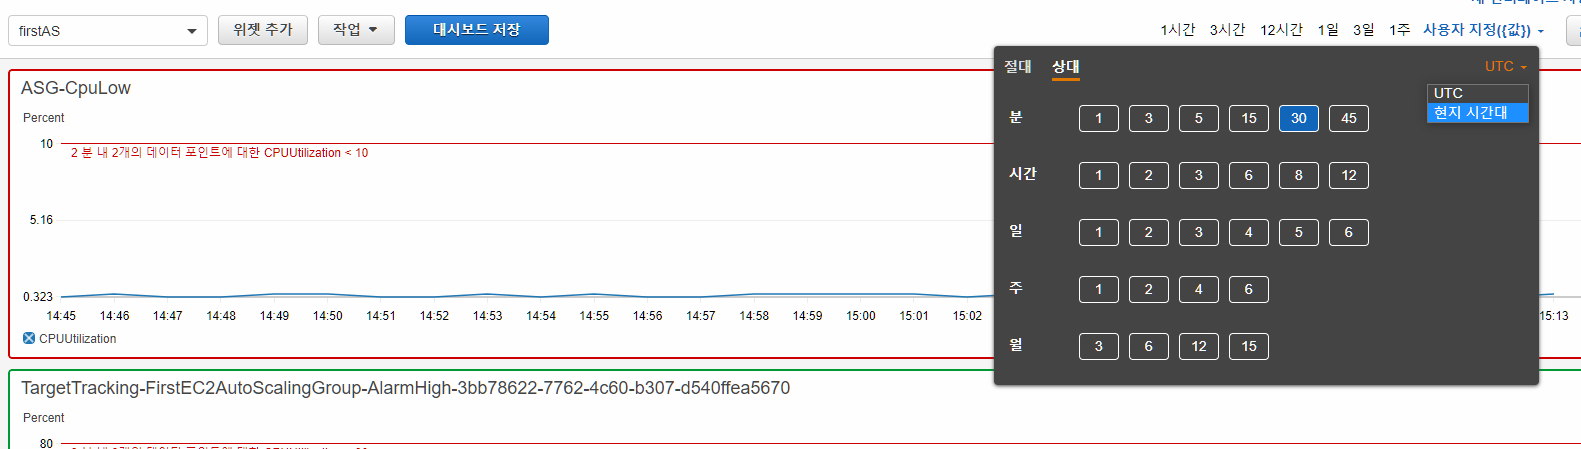 firstAS
위젯 추가
작업
대시보드 저장
1시간 3시간 12시간 1일 3일 1주 사용자 지정({값})
절대 상대
UTC
UTC
현지 시간대
분 1 3 5 15 30 45
시간 1 2 3 6 8 12
일 1 2 3 4 5 6
주 1 2 4 6
월 3 6 12 15
ASG-CpuLow
Percent
10
2 분 내 2개의 데이터 포인트에 대한 CPUUtilization < 10
5.16
0.323
14:45 14:46 14:47 14:48 14:49 14:50 14:51 14:52 14:53 14:54 14:55 14:56 14:57 14:58 14:59 15:00 15:01 15:02 15:13
CPUUtilization
TargetTracking-FirstEC2AutoScalingGroup-AlarmHigh-3bb78622-7762-4c60-b307-d540ffea5670
Percent
80